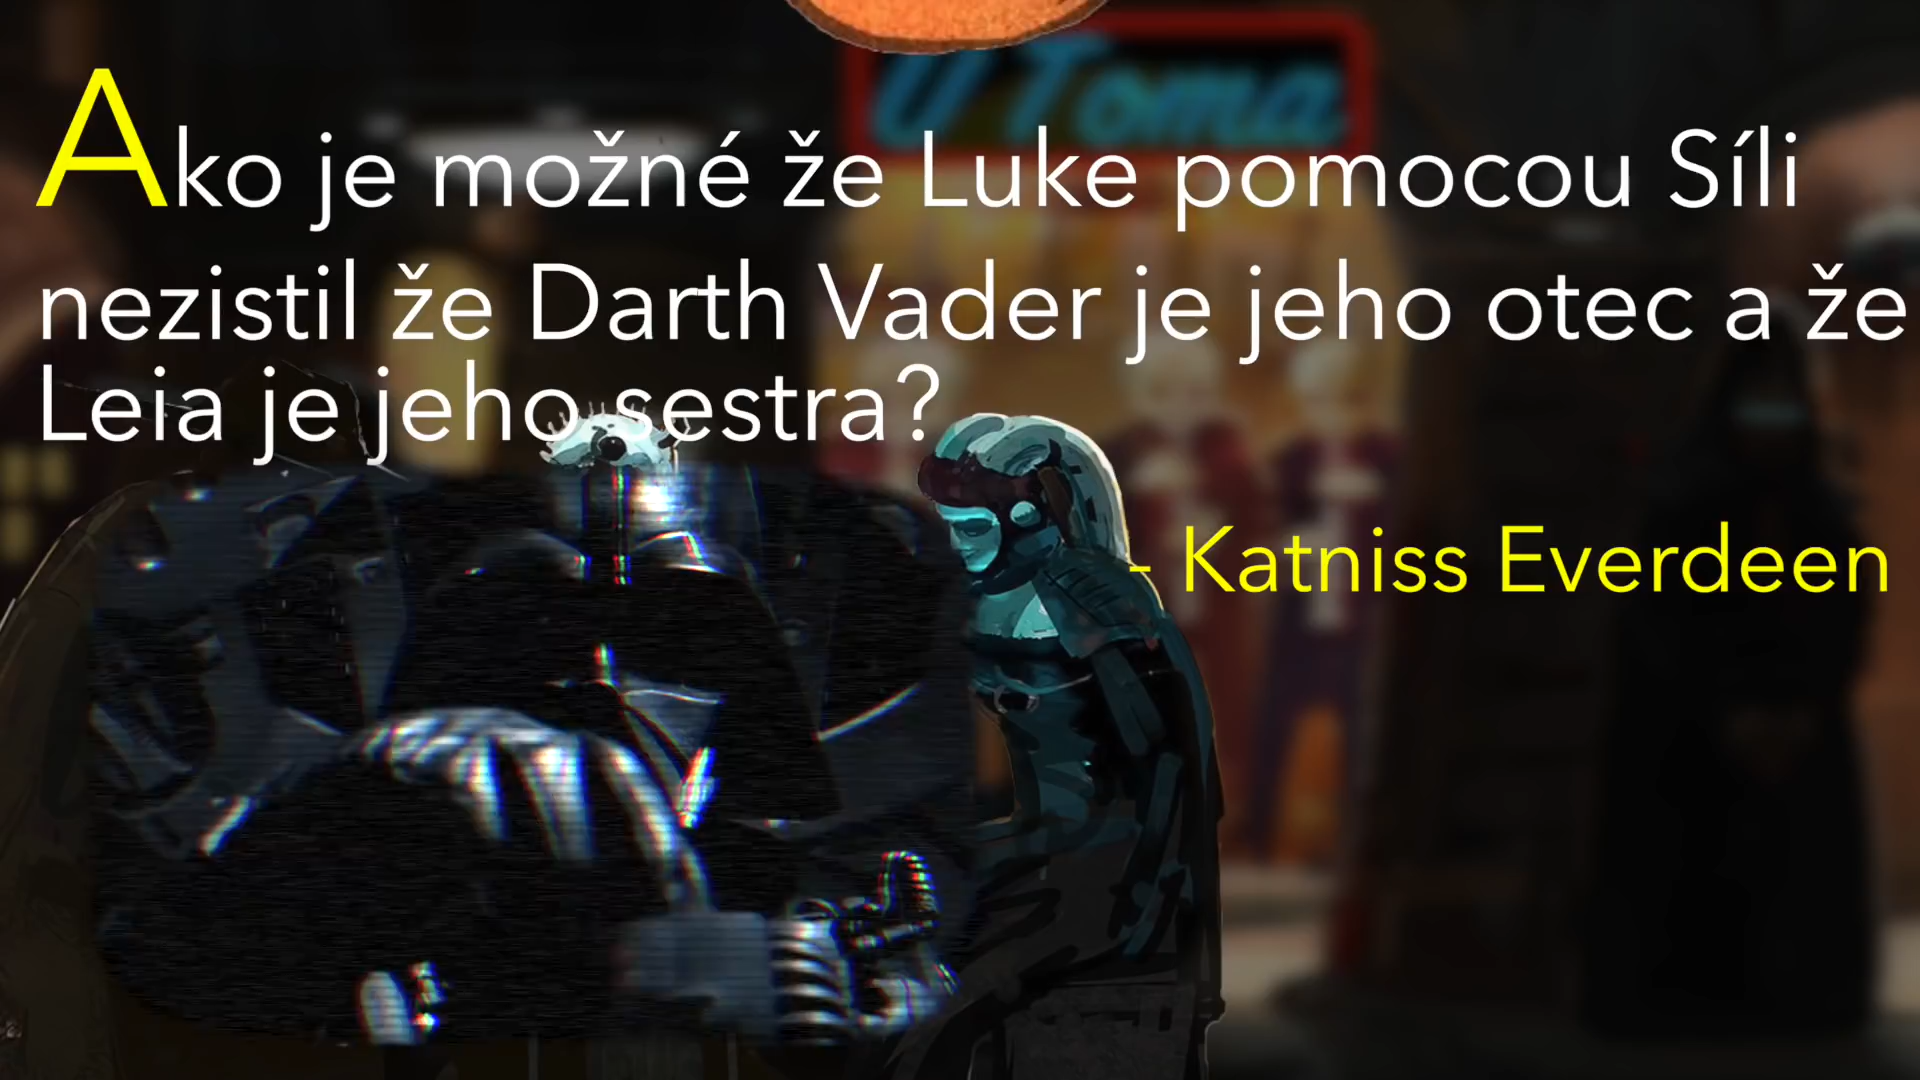 U Toma
Ako je možné že Luke pomocou Síli
nezistil že Darth Vader je jeho otec a že
Leia je jeho sestra?
- Katniss Everdeen